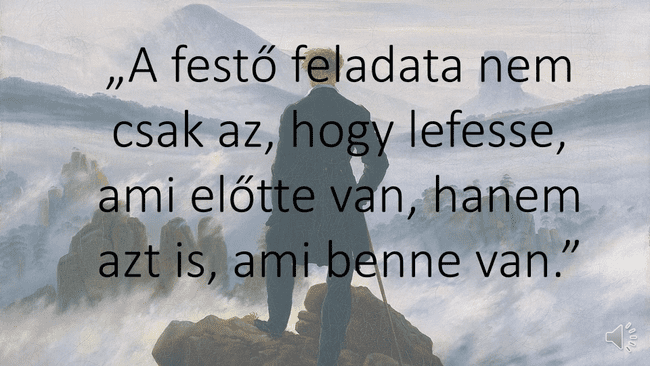 „A festő feladata nem
csak az, hogy lefesse,
ami előtte van, hanem
azt is, ami benne van.”